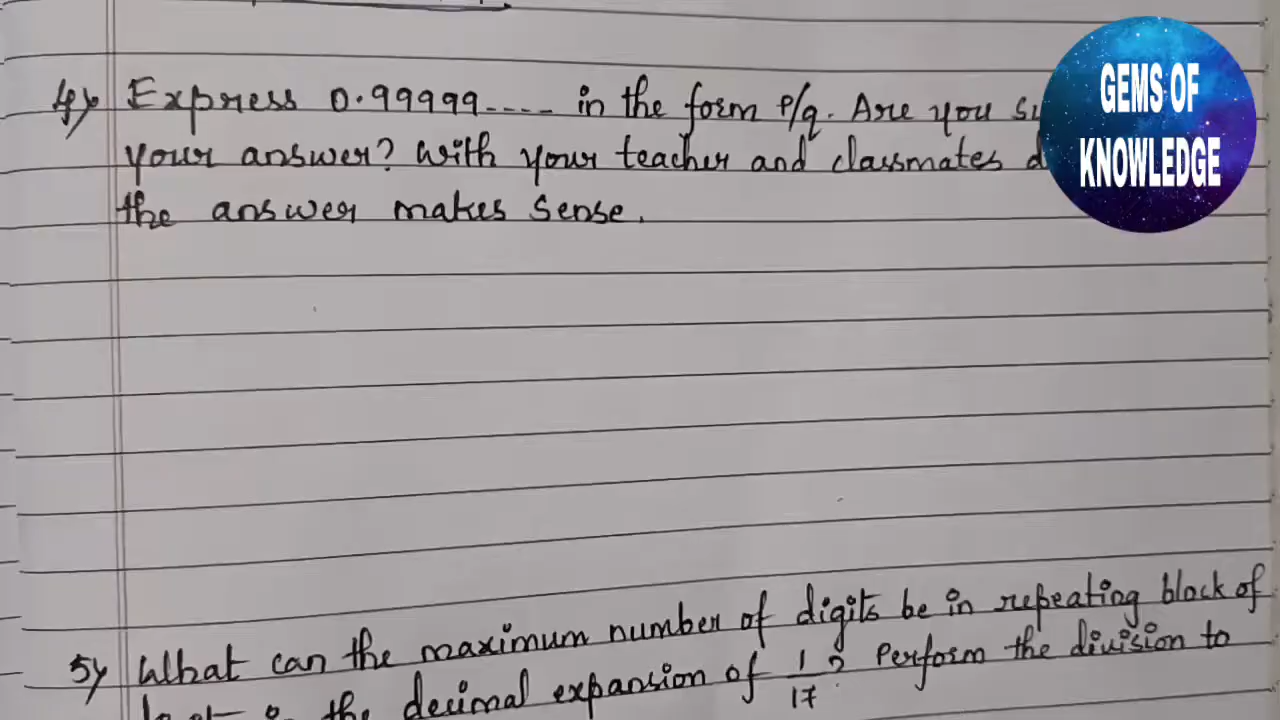 4) Express 0.99999.... in the form P/q. Are you
your answer? With your teacher and classmates
the answer makes sense.
GEMS OF
KNOWLEDGE
5) What can the maximum number of digits be in repeating block of
the decimal expansion of 1/17? Perform the division to